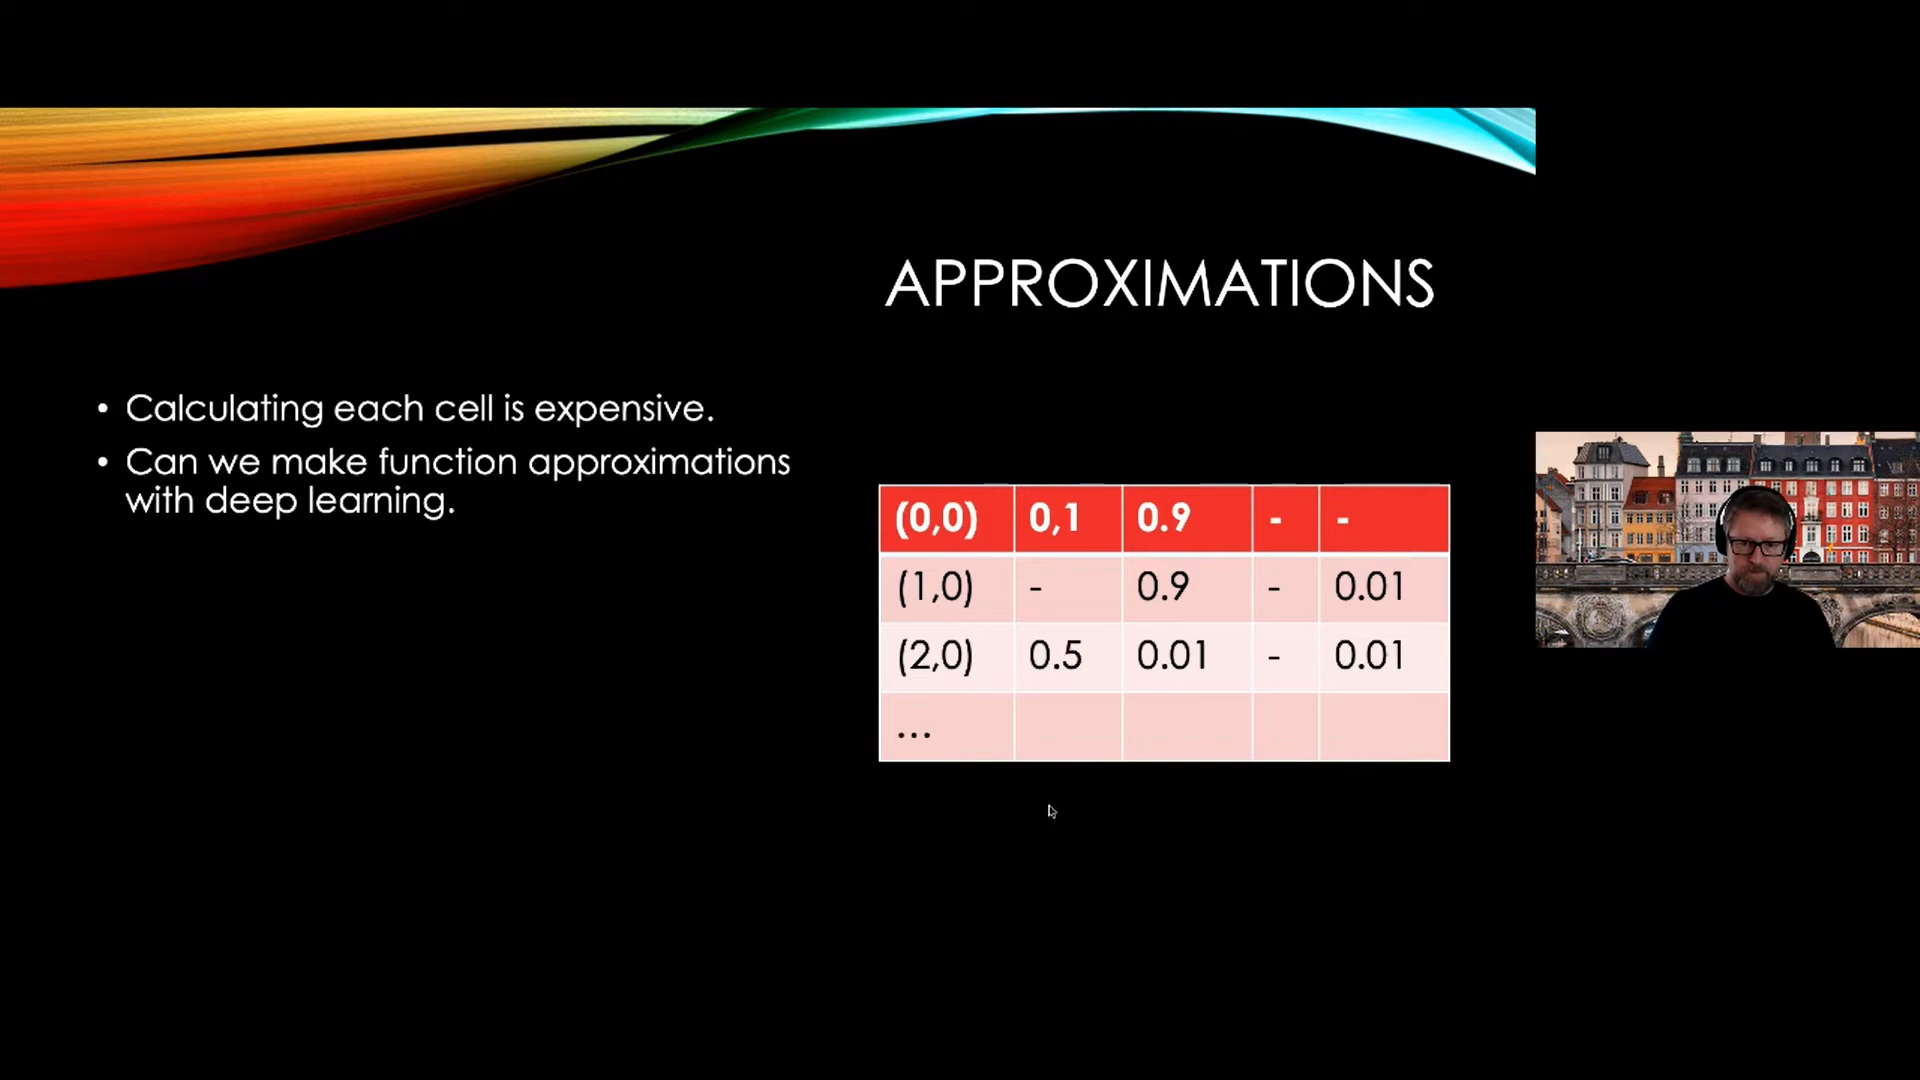 APPROXIMATIONS
• Calculating each cell is expensive.
• Can we make function approximations
with deep learning.
(0,0) 0,1 0.9 - -
(1,0) - 0.9 - 0.01
(2,0) 0.5 0.01 - 0.01
...